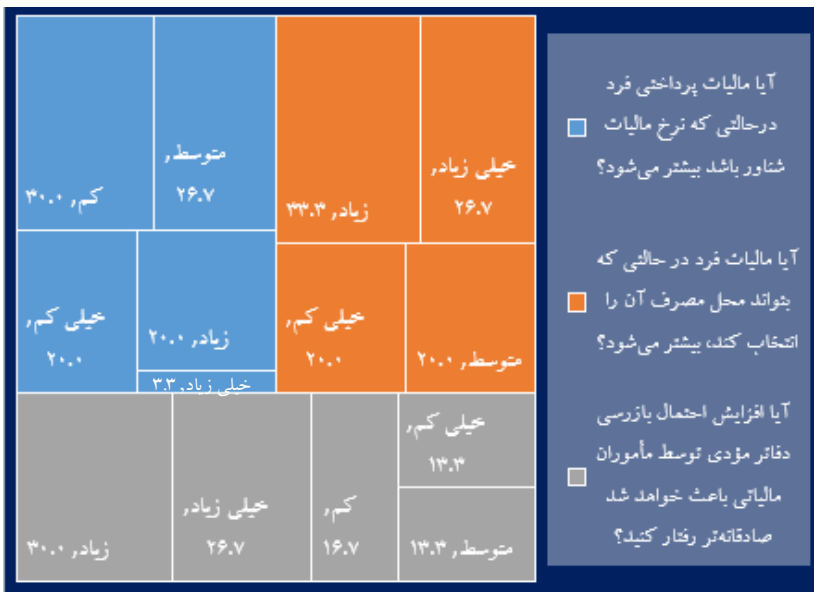 آیا مالیات پرداختی فرد
درحالتی که نرخ مالیات
شناور باشد بیشتر می‌شود؟
آیا مالیات فرد در حالتی که
بتواند محل مصرف آن را
انتخاب کند، بیشتر می‌شود؟
آیا افزایش احتمال بازرسی
دفاتر مؤدی توسط مأموران
مالیاتی باعث خواهد شد
صادقانه‌تر رفتار کنید؟
خیلی زیاد,
۲۶.۷
زیاد, ۳۳.۳
متوسط,
۲۶.۷
کم, ۳۰.۰
متوسط, ۲۰.۰
خیلی کم,
۲۰.۰
زیاد, ۲۰.۰
خیلی زیاد, ۳.۳
خیلی کم,
۲۰.۰
خیلی کم,
۱۳.۳
متوسط, ۱۳.۳
کم,
۱۶.۷
خیلی زیاد,
۲۶.۷
زیاد, ۳۰.۰